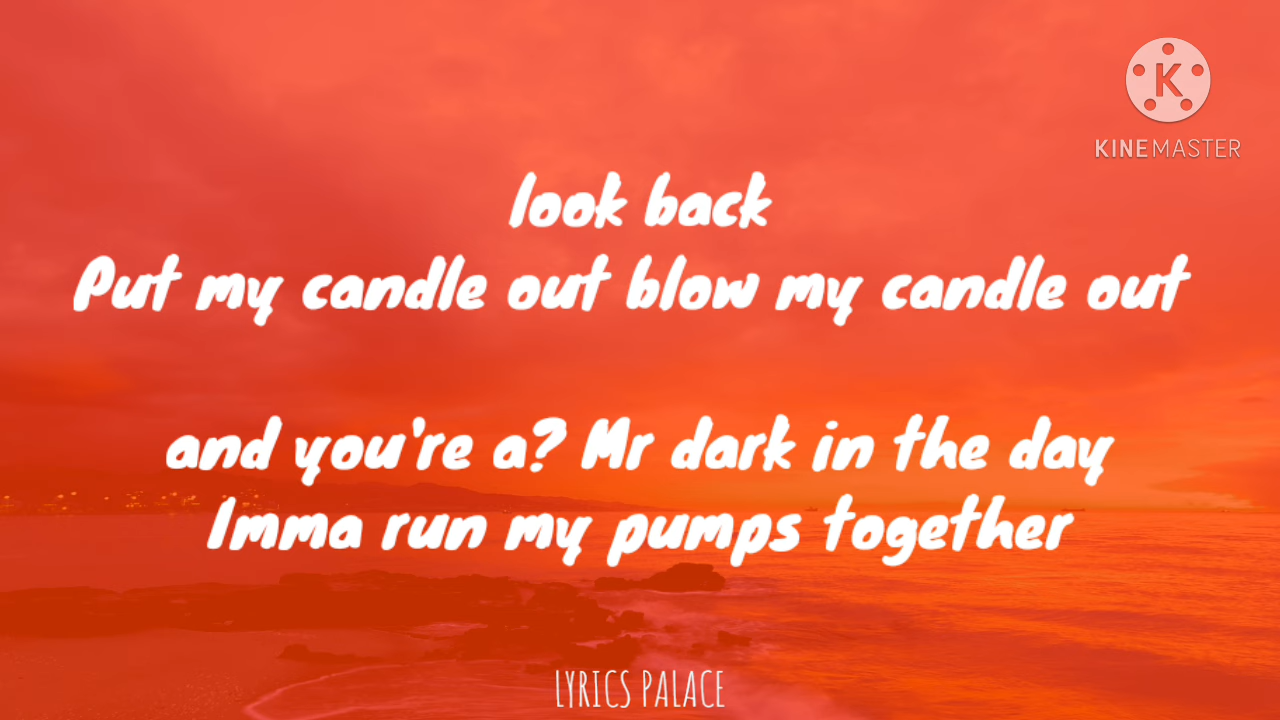 KINEMASTER
look back
Put my candle out blow my candle out
and you're a? Mr dark in the day
Imma run my pumps together
LYRICS PALACE